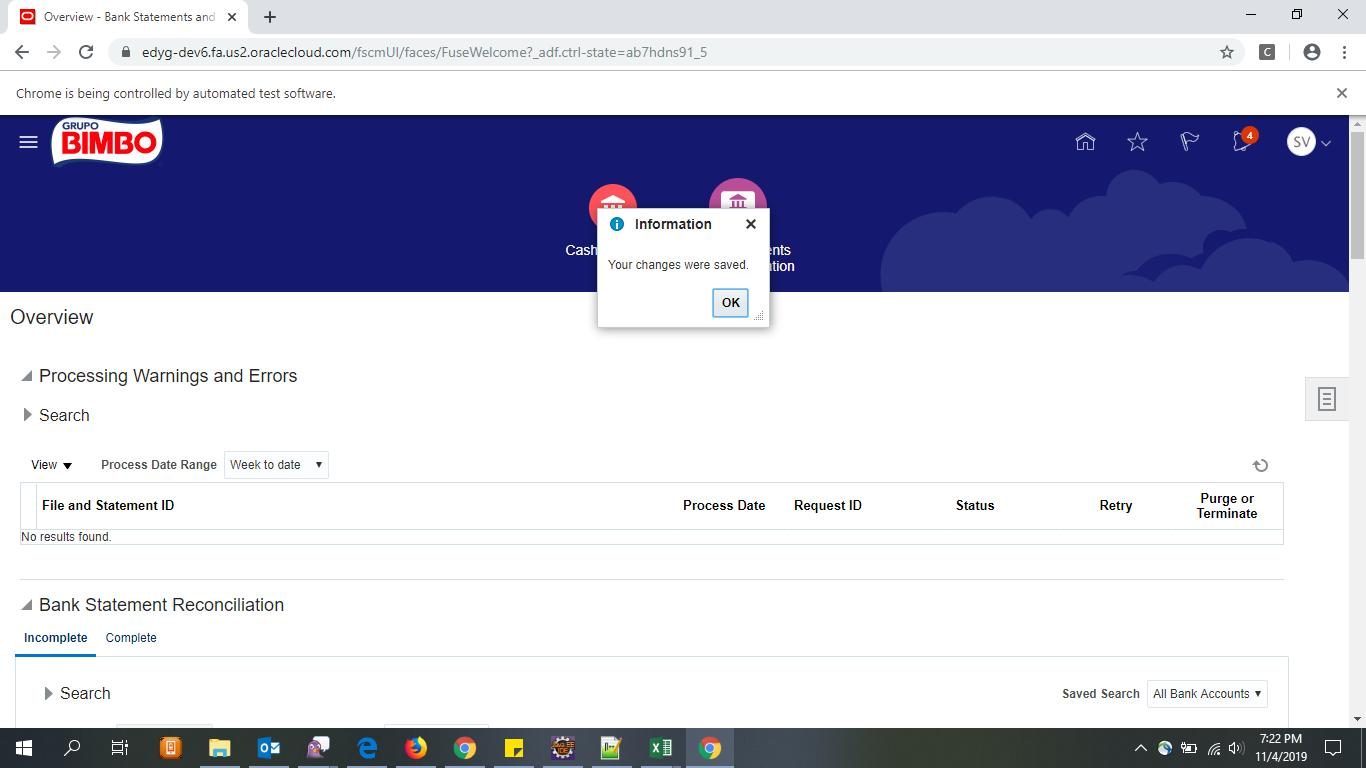 Overview - Bank Statements and
edyg-dev6.fa.us2.oraclecloud.com/fscmUI/faces/FuseWelcome?_adf.ctrl-state=ab7hdns91_5
C
Chrome is being controlled by automated test software.
GRUPO
BIMBO
4
SV
Information
Cash
ents
Your changes were saved.
ation
OK
Overview
Processing Warnings and Errors
Search
View
Process Date Range
Week to date
File and Statement ID
Process Date
Request ID
Status
Retry
Purge or
Terminate
No results found.
Bank Statement Reconciliation
Incomplete
Complete
Search
Saved Search
All Bank Accounts
7:22 PM
11/4/2019